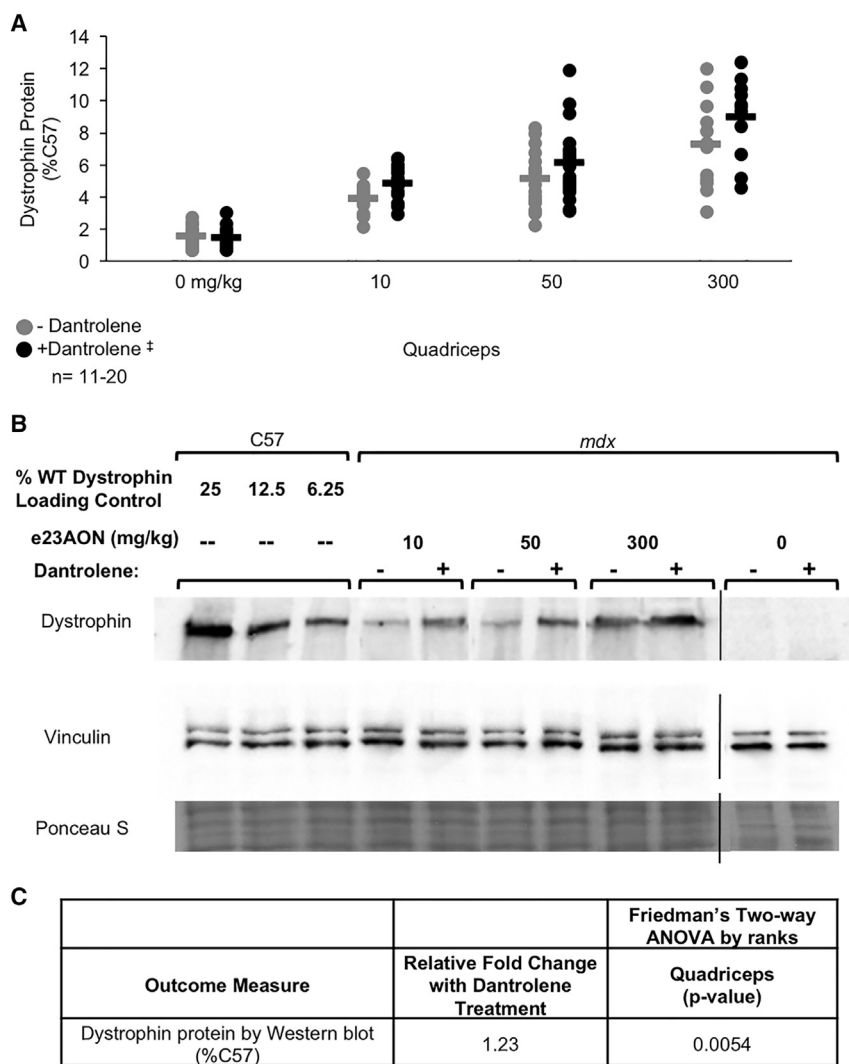 A
Dystrophin Protein
(%C57)
14
12
10
8
6
4
2
0
0 mg/kg
10
50
300
- Dantrolene
+Dantrolene ‡
n= 11-20
Quadriceps
B
C57
mdx
% WT Dystrophin
Loading Control
25 12.5 6.25
e23AON (mg/kg) -- -- -- 10 50 300 0
Dantrolene: - + - + - + - +
Dystrophin
Vinculin
Ponceau S
C
Friedman's Two-way
ANOVA by ranks
Outcome Measure
Relative Fold Change
with Dantrolene
Treatment
Quadriceps
(p-value)
Dystrophin protein by Western blot
(%C57)
1.23
0.0054